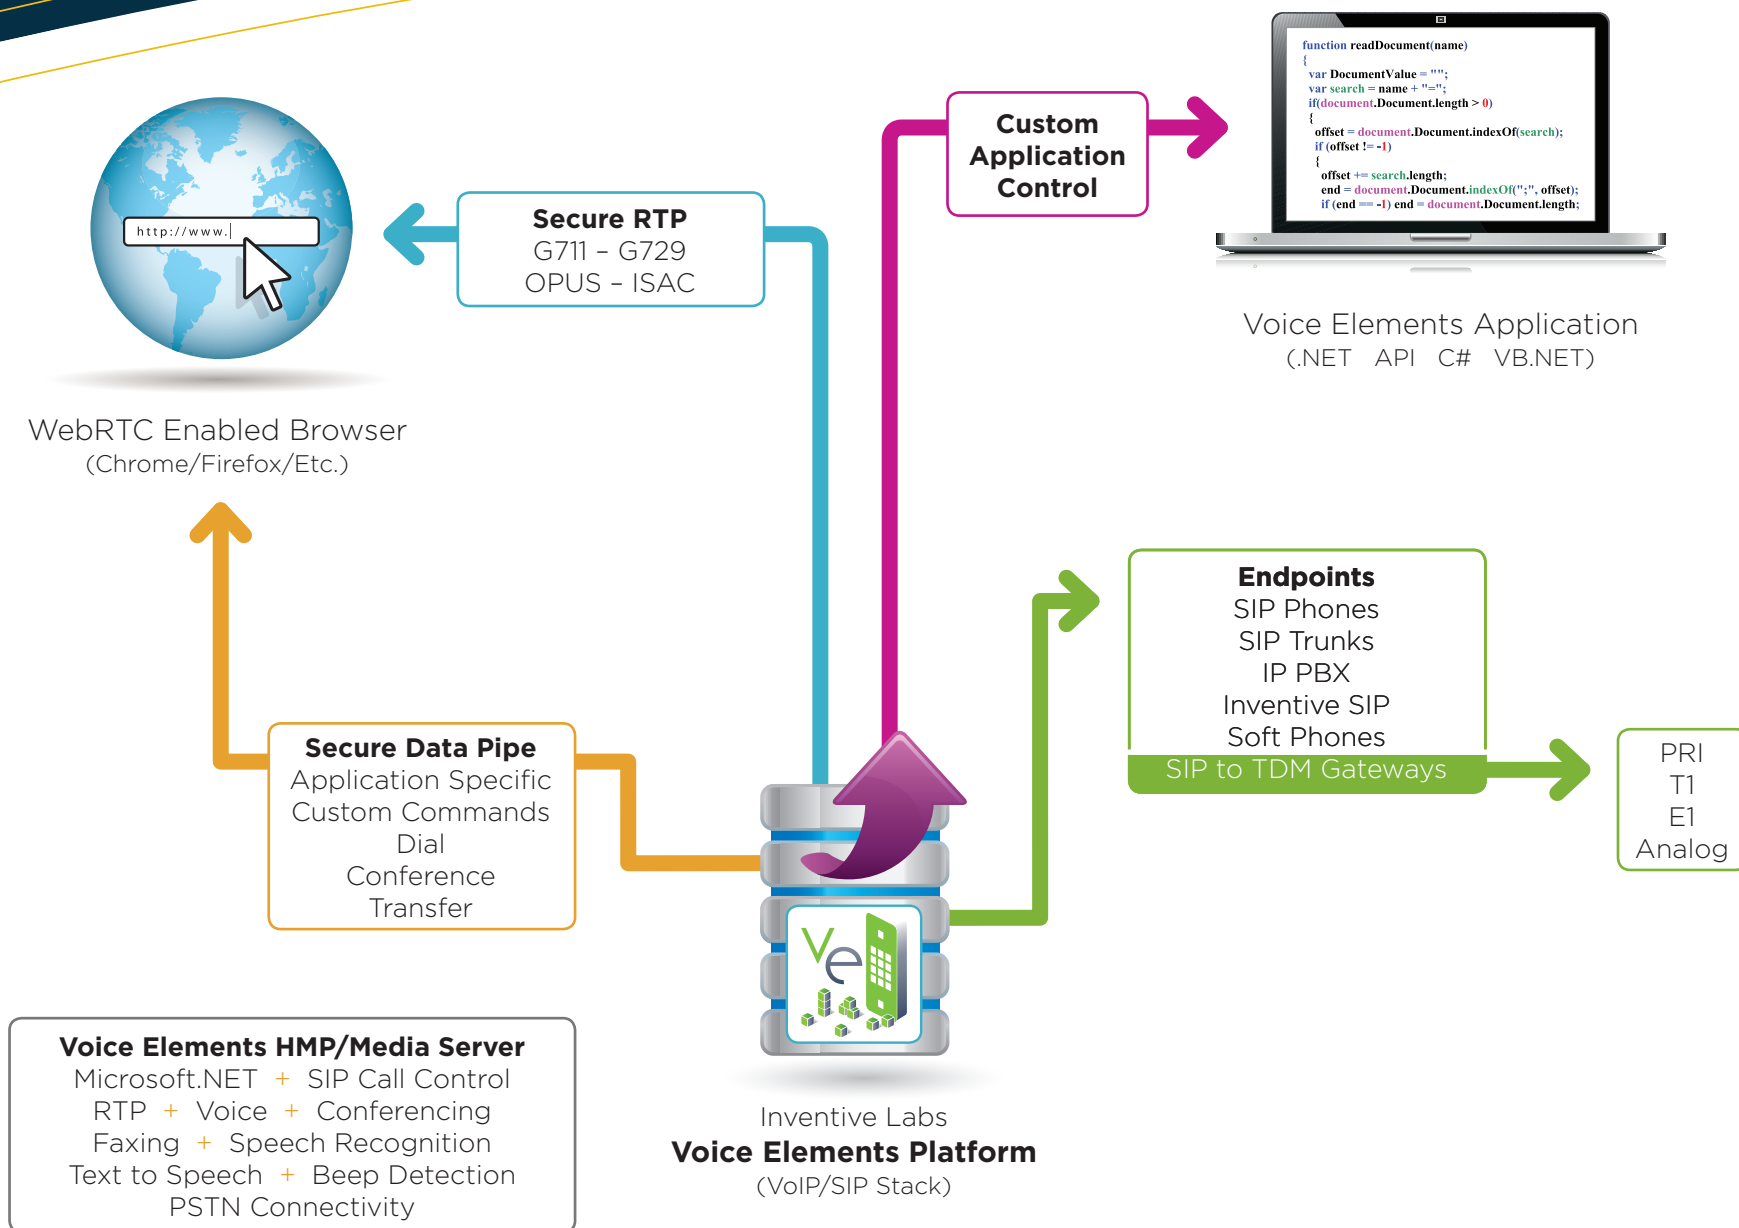 function readDocument(name)
{
var DocumentValue = "";
var search = name + "=";
if(document.Document.length > 0)
{
offset = document.Document.indexOf(search);
if (offset != -1)
{
offset += search.length;
end = document.Document.indexOf(";", offset);
if (end == -1) end = document.Document.length;
Custom
Application
Control
http://www.
Secure RTP
G711 – G729
OPUS – ISAC
Voice Elements Application
(.NET API C# VB.NET)
WebRTC Enabled Browser
(Chrome/Firefox/Etc.)
Endpoints
SIP Phones
SIP Trunks
IP PBX
Inventive SIP
Soft Phones
SIP to TDM Gateways
PRI
T1
E1
Analog
Secure Data Pipe
Application Specific
Custom Commands
Dial
Conference
Transfer
Ve
Voice Elements HMP/Media Server
Microsoft.NET + SIP Call Control
RTP + Voice + Conferencing
Faxing + Speech Recognition
Text to Speech + Beep Detection
PSTN Connectivity
Inventive Labs
Voice Elements Platform
(VoIP/SIP Stack)